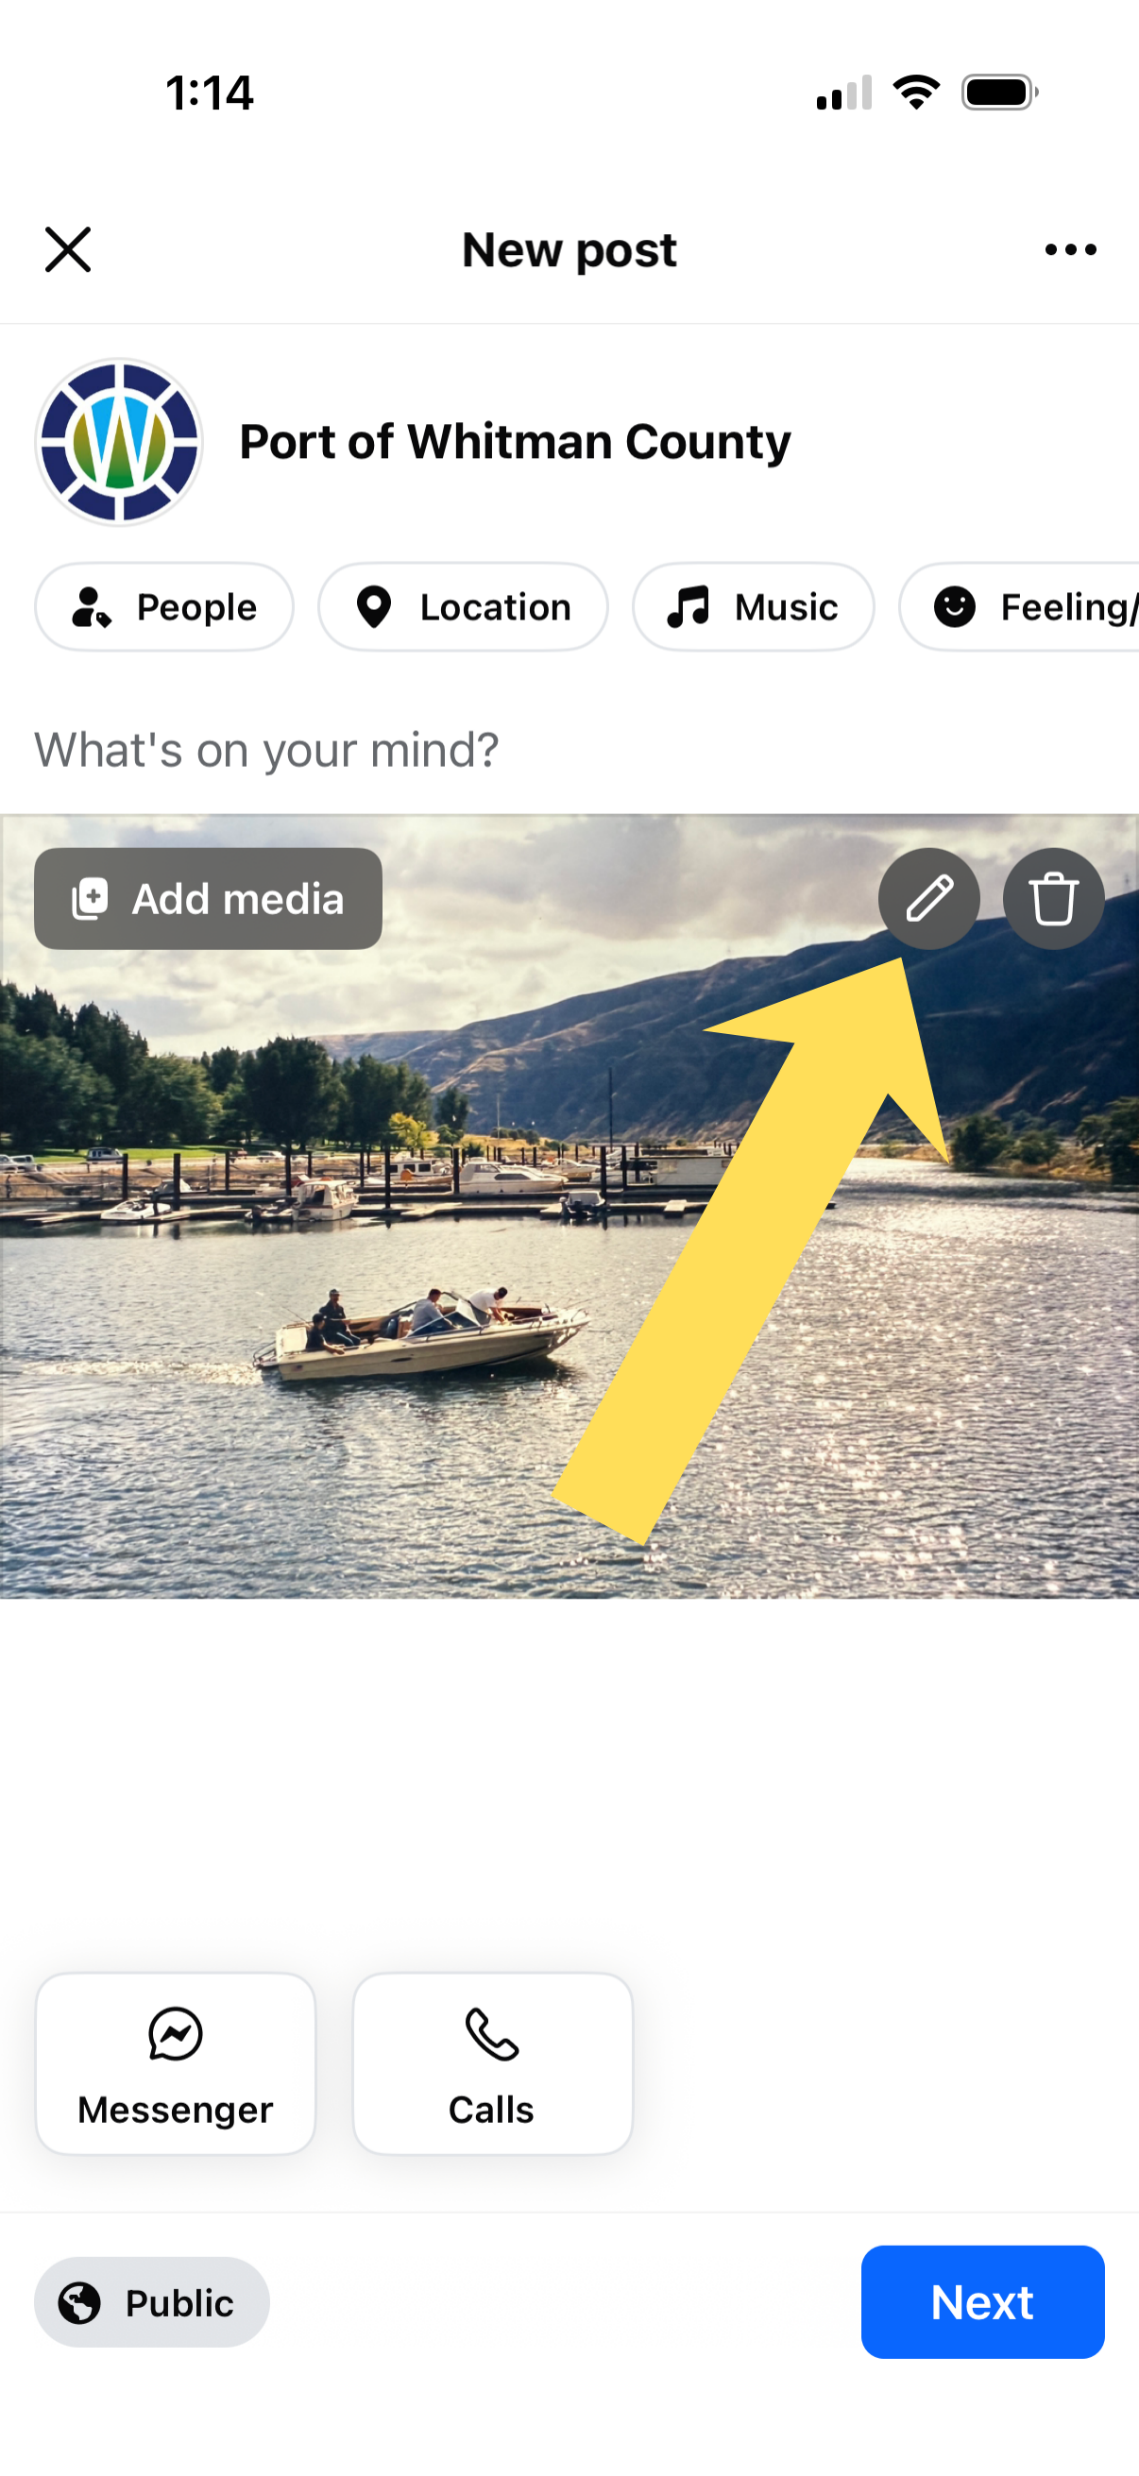 1:14
New post
Port of Whitman County
People Location Music Feeling/
What's on your mind?
Add media
Messenger Calls
Public Next